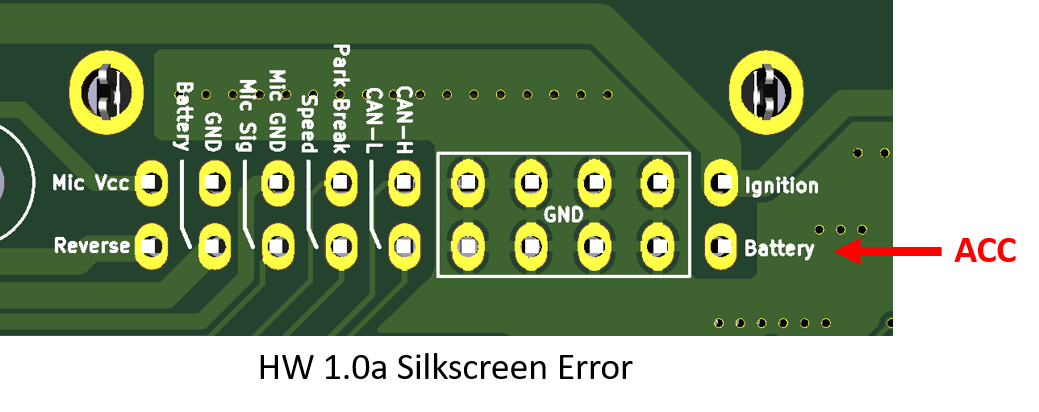 Battery
GND
Mic Sig
Mic GND
Speed
Park Break
CAN-L
CAN-H
Mic Vcc
Reverse
GND
Ignition
Battery
ACC
HW 1.0a Silkscreen Error